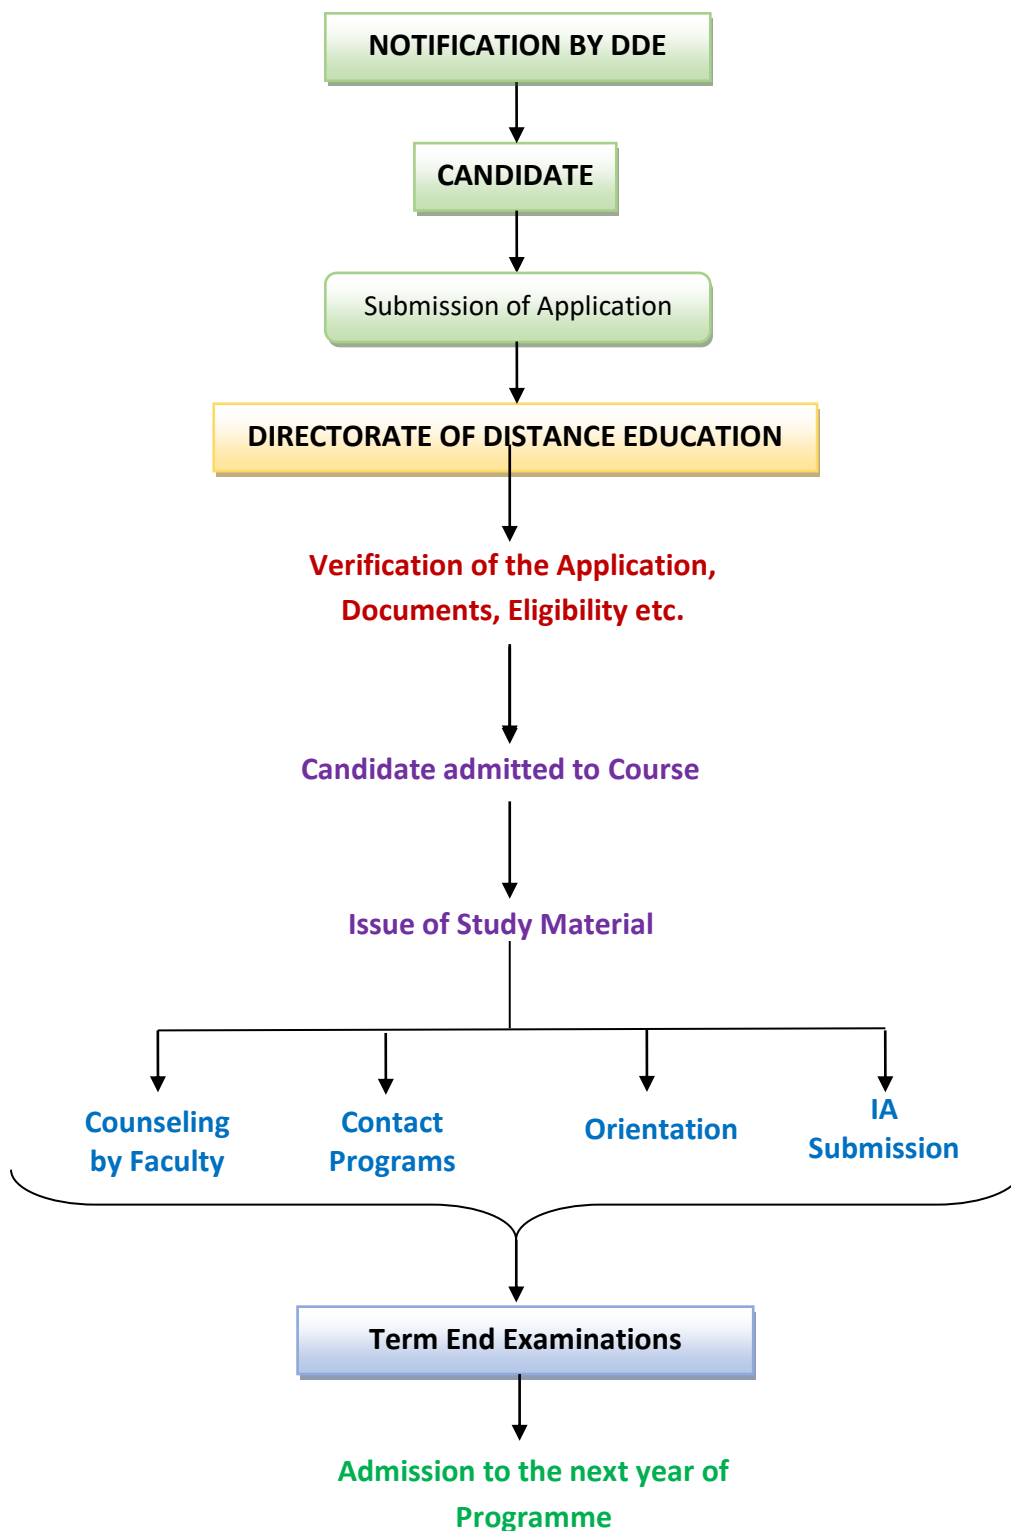 NOTIFICATION BY DDE
CANDIDATE
Submission of Application
DIRECTORATE OF DISTANCE EDUCATION
Verification of the Application,
Documents, Eligibility etc.
Candidate admitted to Course
Issue of Study Material
Counseling
by Faculty
Contact
Programs
Orientation
IA
Submission
Term End Examinations
Admission to the next year of
Programme